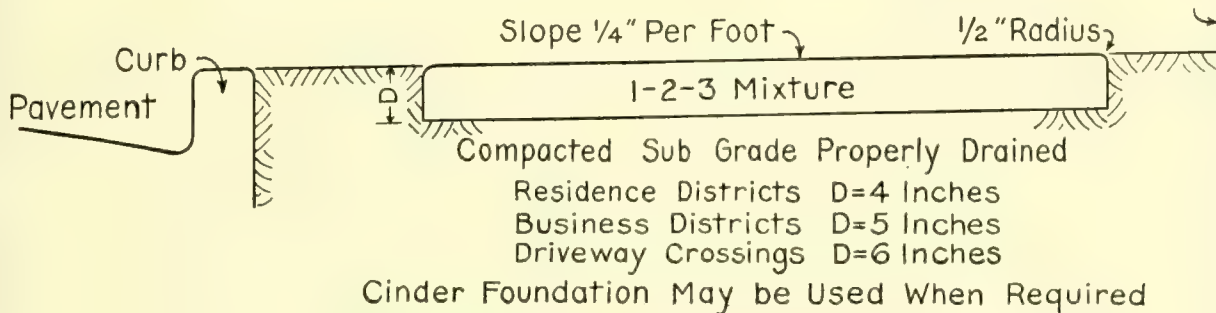 Slope 1/4" Per Foot
1/2" Radius
Curb
Pavement
D
1-2-3 Mixture
Compacted Sub Grade Properly Drained
Residence Districts D=4 Inches
Business Districts D=5 Inches
Driveway Crossings D=6 Inches
Cinder Foundation May be Used When Required